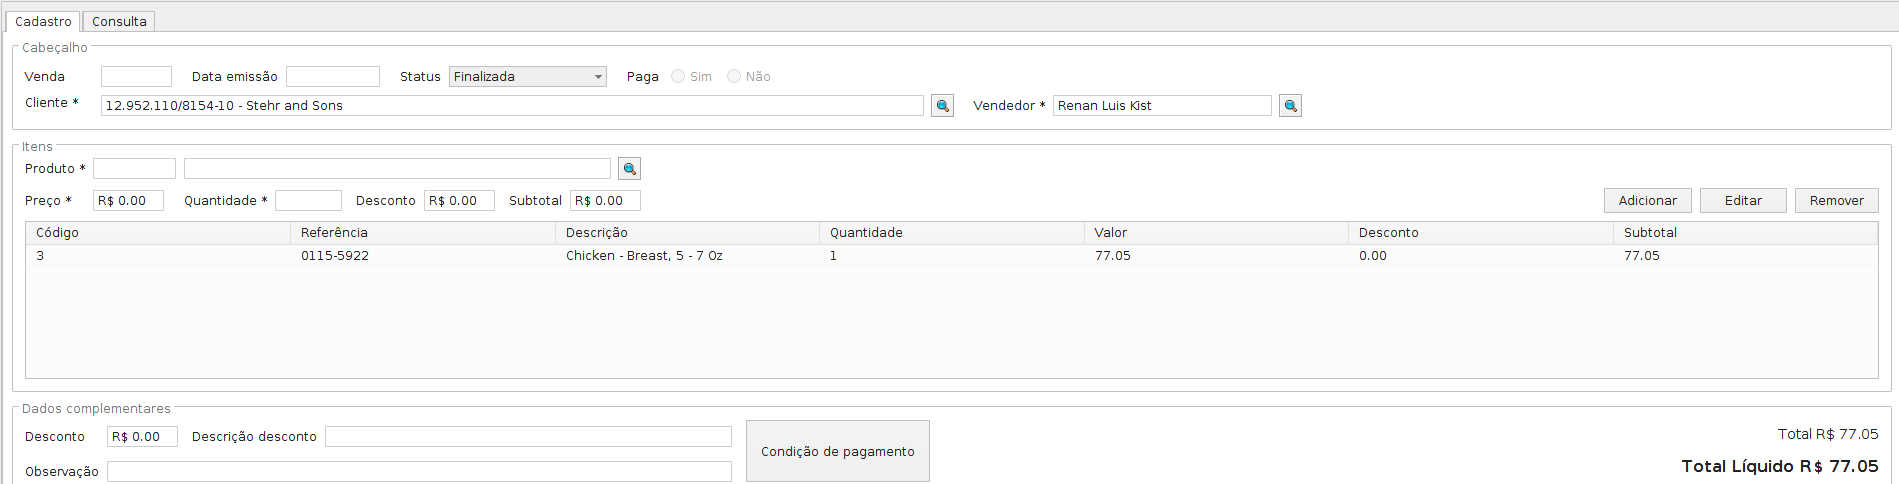 Cadastro Consulta
Cabeçalho
Venda Data emissão Status Finalizada Paga Sim Não
Cliente * 12.952.110/8154-10 - Stehr and Sons Vendedor * Renan Luis Kist
Itens
Produto *
Preço * R$ 0.00 Quantidade * Desconto R$ 0.00 Subtotal R$ 0.00 Adicionar Editar Remover
Código Referência Descrição Quantidade Valor Desconto Subtotal
3 0115-5922 Chicken - Breast, 5 - 7 Oz 1 77.05 0.00 77.05
Dados complementares
Desconto R$ 0.00 Descrição desconto Condição de pagamento Total R$ 77.05
Observação Total Líquido R$ 77.05